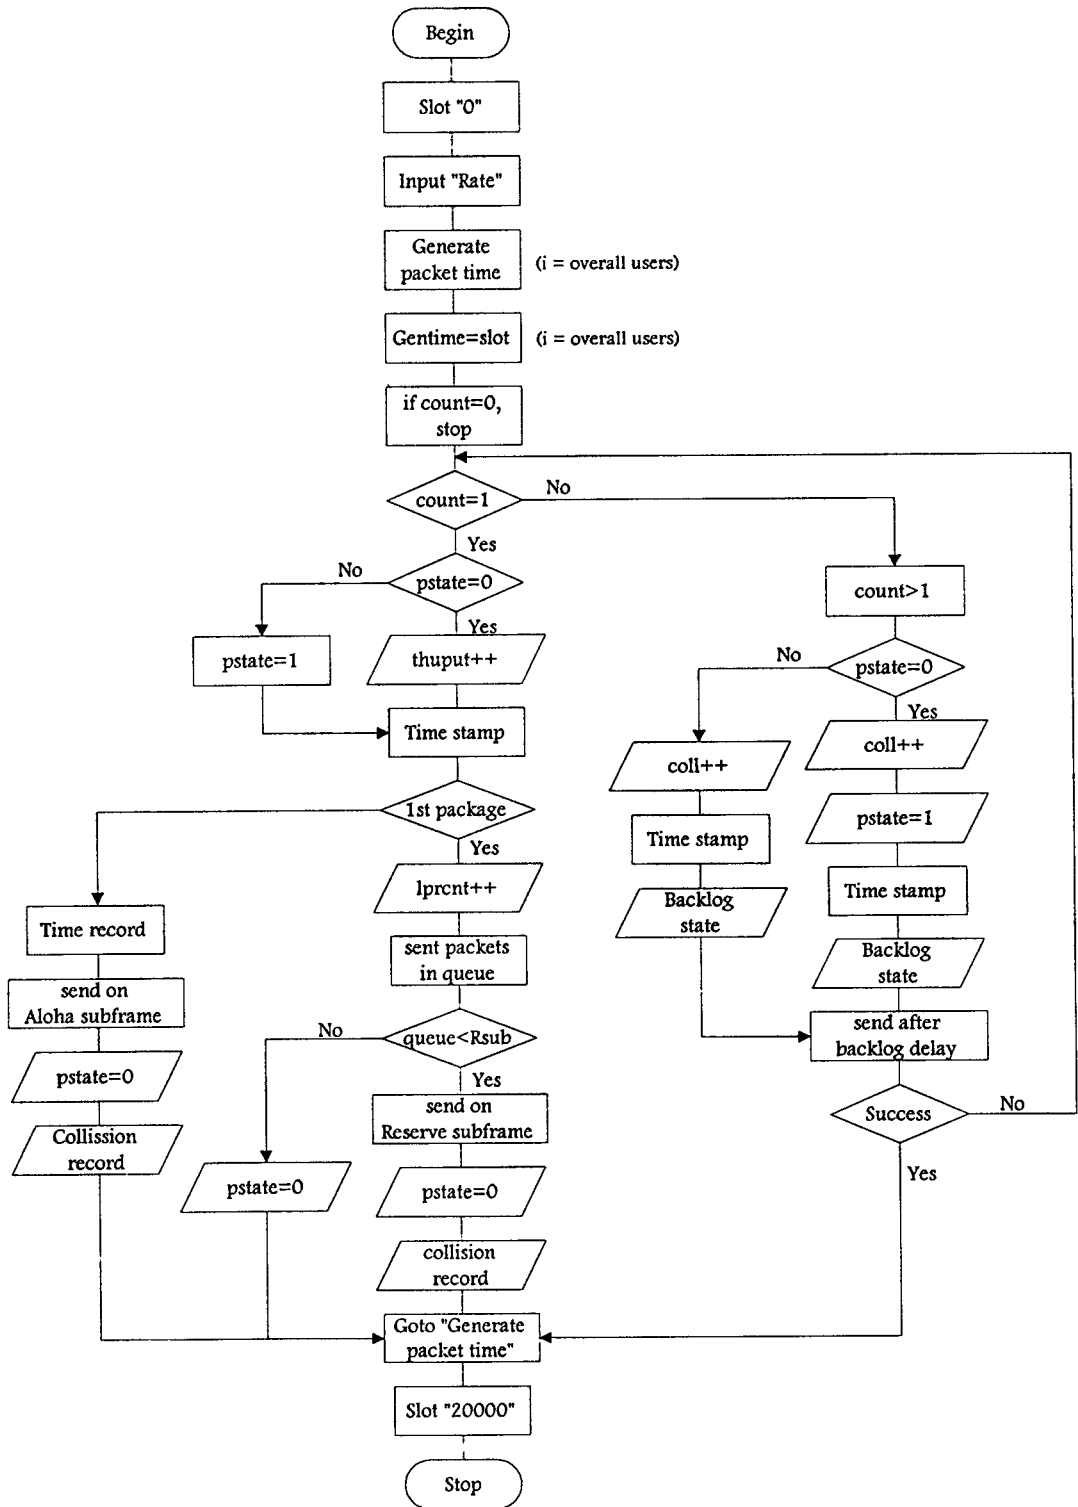 Begin
Slot "0"
Input "Rate"
Generate
packet time
(i = overall users)
Gentime=slot
(i = overall users)
if count=0,
stop
count=1
No
Yes
pstate=0
No
Yes
pstate=1
thuput++
Time stamp
1st package
Yes
lprcnt++
sent packets
in queue
queue<Rsub
No
Yes
send on
Reserve subframe
pstate=0
collision
record
pstate=0
Time record
send on
Aloha subframe
pstate=0
Collission
record
count>1
pstate=0
No
Yes
coll++
Time stamp
Backlog
state
coll++
pstate=1
Time stamp
Backlog
state
send after
backlog delay
Success
No
Yes
Goto "Generate
packet time"
Slot "20000"
Stop